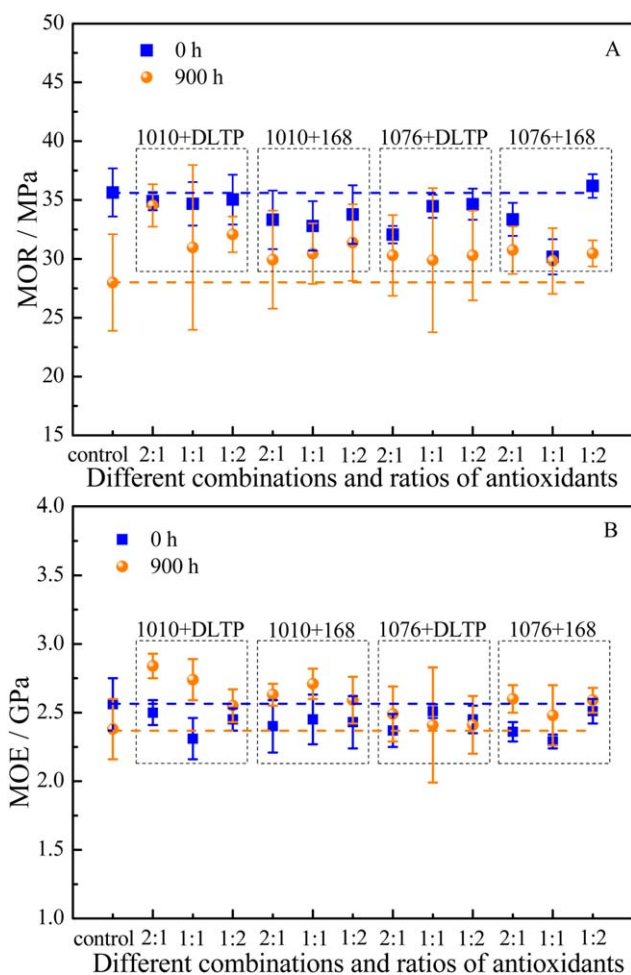 50
45
40
35
30
25
20
15
MOR / MPa
0 h
900 h
A
1010+DLTP 1010+168 1076+DLTP 1076+168
control 2:1 1:1 1:2 2:1 1:1 1:2 2:1 1:1 1:2 2:1 1:1 1:2
Different combinations and ratios of antioxidants
4.0
3.5
3.0
2.5
2.0
1.5
1.0
MOE / GPa
0 h
900 h
B
1010+DLTP 1010+168 1076+DLTP 1076+168
control 2:1 1:1 1:2 2:1 1:1 1:2 2:1 1:1 1:2 2:1 1:1 1:2
Different combinations and ratios of antioxidants